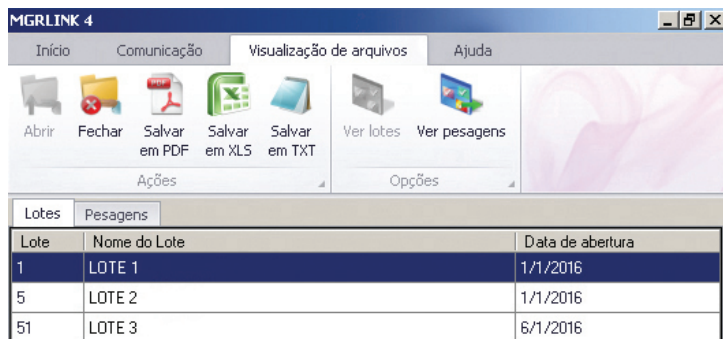 MGRLINK 4
Início Comunicação Visualização de arquivos Ajuda
PDF
Abrir Fechar Salvar em PDF Salvar em XLS Salvar em TXT Ver lotes Ver pesagens
Ações Opções
Lotes Pesagens
Lote Nome do Lote Data de abertura
1 LOTE 1 1/1/2016
5 LOTE 2 1/1/2016
51 LOTE 3 6/1/2016